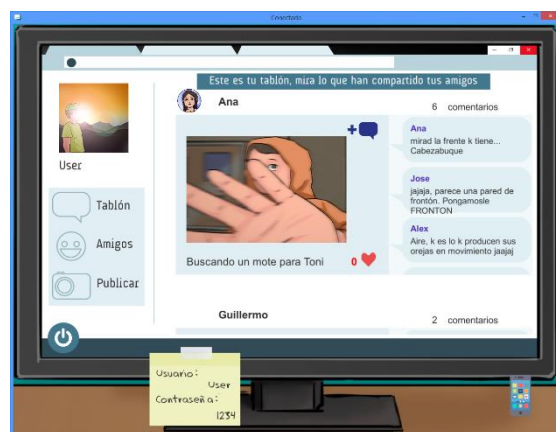 Conectado
Este es tu tablón, mira lo que han compartido tus amigos
Ana
6 comentarios
Ana
mirad la frente k tiene...
Cabezabuque
Jose
jajaja, parece una pared de
frontón. Pongamosle
FRONTON
Alex
Aire, k es lo k producen sus
orejas en movimiento jaajaj
Buscando un mote para Toni
0
User
Tablón
Amigos
Publicar
Guillermo
2 comentarios
Usuario:
User
Contraseña:
1234